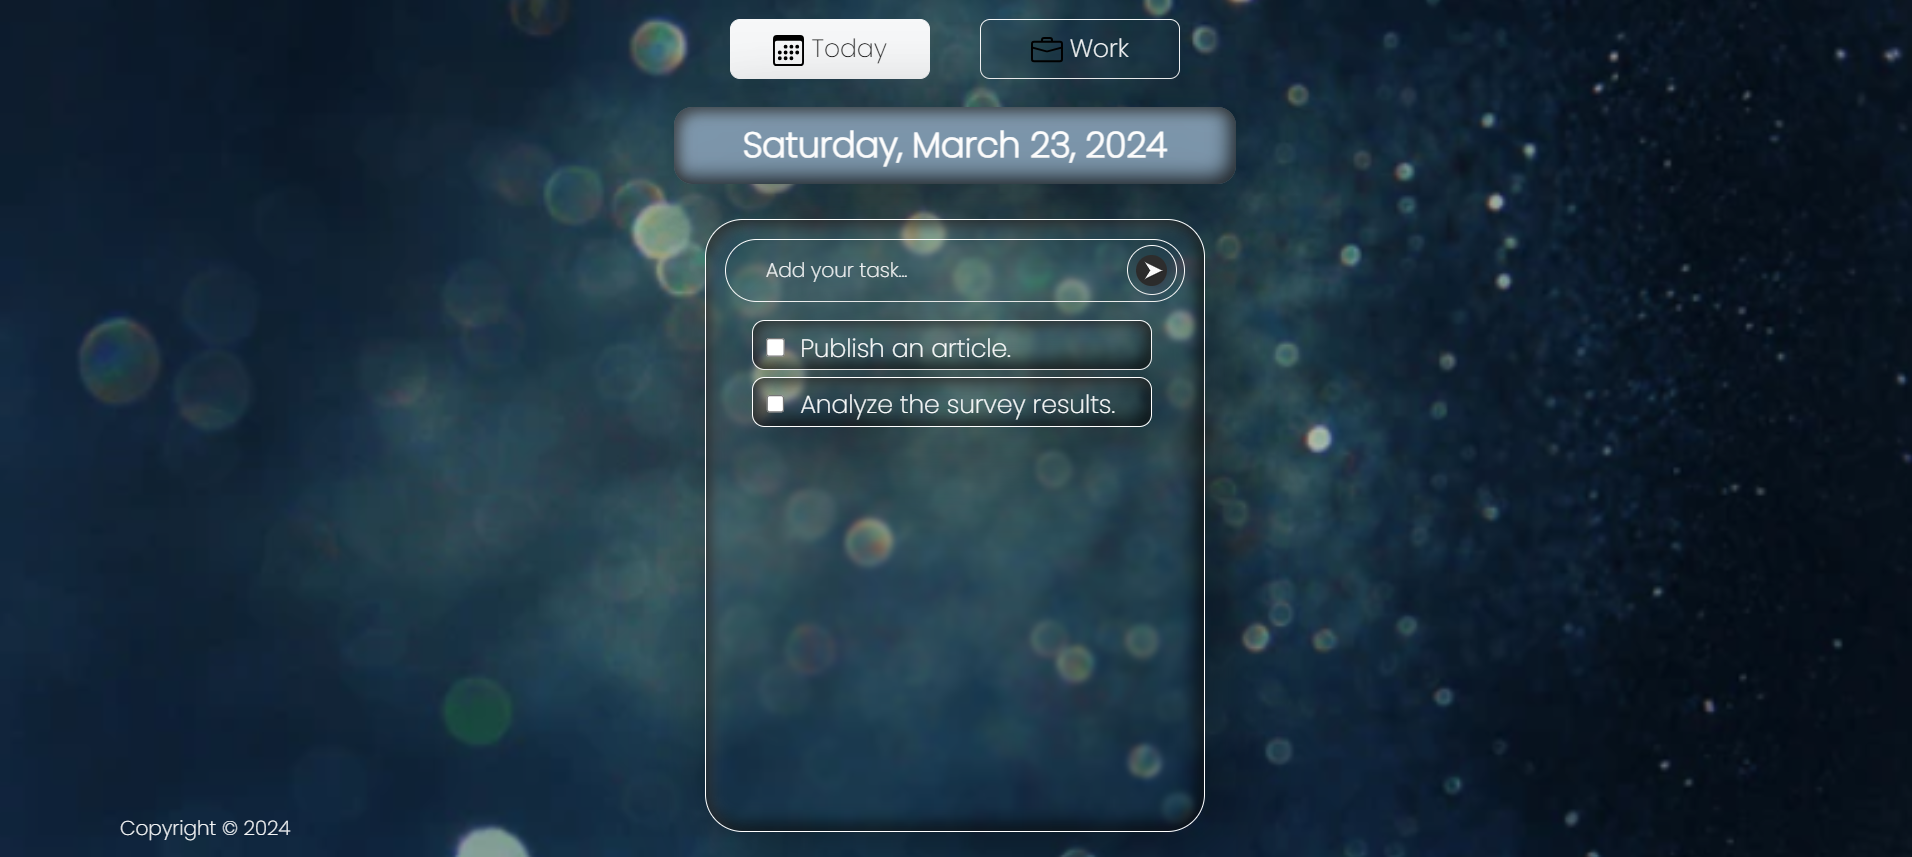 Today
Work
Saturday, March 23, 2024
Add your task...
Publish an article.
Analyze the survey results.
Copyright © 2024